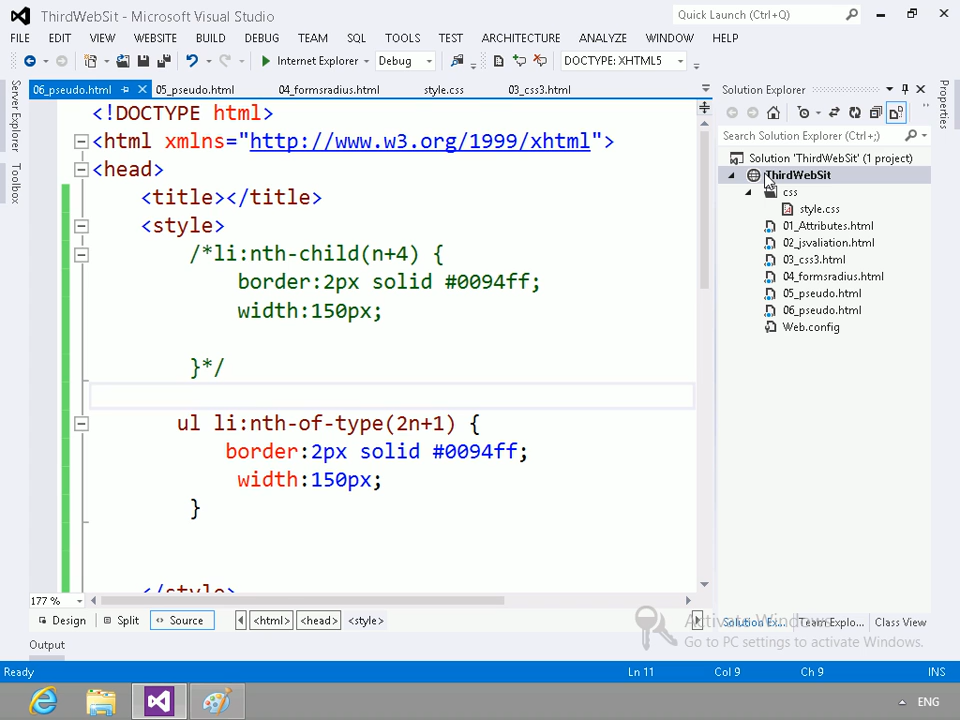 ThirdWebSit - Microsoft Visual Studio
Quick Launch (Ctrl+Q)
FILE EDIT VIEW WEBSITE BUILD DEBUG TEAM SQL TOOLS TEST ARCHITECTURE ANALYZE WINDOW HELP
Internet Explorer Debug DOCTYPE: XHTML5
06_pseudo.html 05_pseudo.html 04_formsradius.html style.css 03_css3.html
Server Explorer
Toolbox
<!DOCTYPE html>
<html xmlns="http://www.w3.org/1999/xhtml">
<head>
<title></title>
<style>
/*li:nth-child(n+4) {
border:2px solid #0094ff;
width:150px;
}*/
ul li:nth-of-type(2n+1) {
border:2px solid #0094ff;
width:150px;
}
</style>
177 %
Design Split Source <html> <head> <style>
Solution Explorer
Search Solution Explorer (Ctrl+;)
Solution 'ThirdWebSit' (1 project)
ThirdWebSit
css
style.css
01_Attributes.html
02_jsvaliation.html
03_css3.html
04_formsradius.html
05_pseudo.html
06_pseudo.html
Web.config
Properties
Activate Windows
Go to PC settings to activate Windows.
Solution Ex... Team Explo... Class View
Output
Ready Ln 11 Col 9 Ch 9 INS
ENG